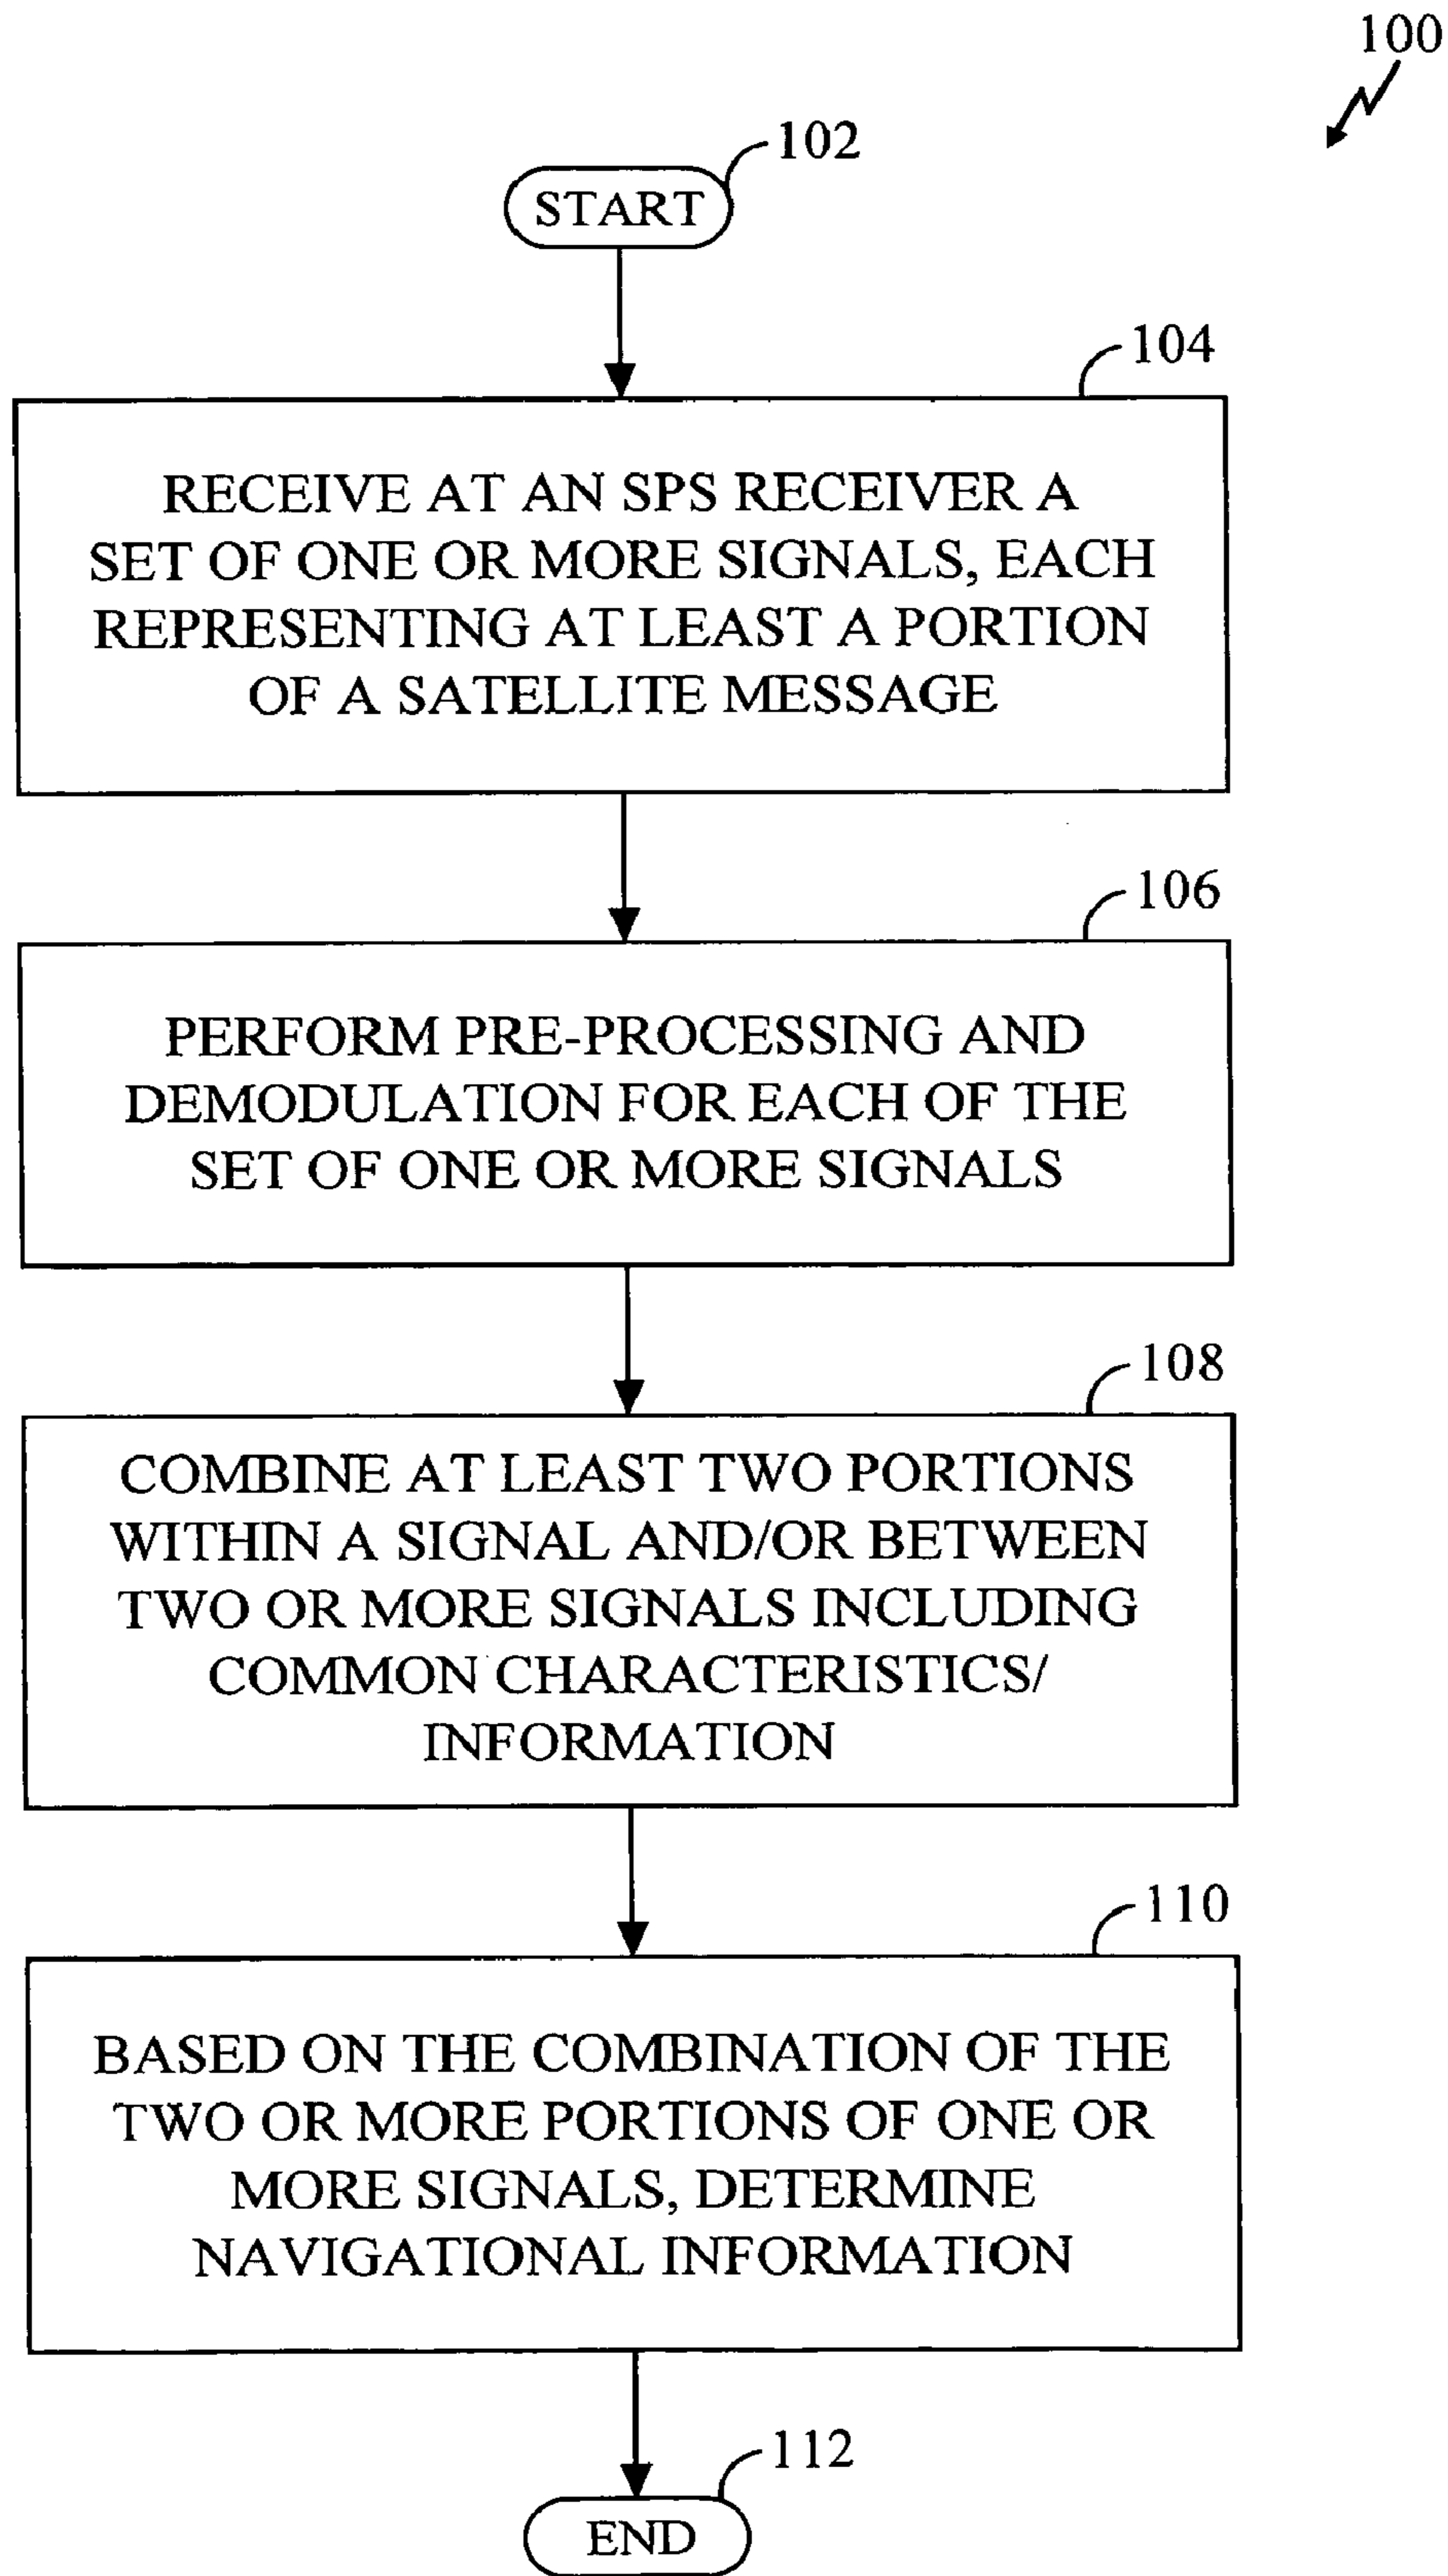 100
102
START
104
RECEIVE AT AN SPS RECEIVER A
SET OF ONE OR MORE SIGNALS, EACH
REPRESENTING AT LEAST A PORTION
OF A SATELLITE MESSAGE
106
PERFORM PRE-PROCESSING AND
DEMODULATION FOR EACH OF THE
SET OF ONE OR MORE SIGNALS
108
COMBINE AT LEAST TWO PORTIONS
WITHIN A SIGNAL AND/OR BETWEEN
TWO OR MORE SIGNALS INCLUDING
COMMON CHARACTERISTICS/
INFORMATION
110
BASED ON THE COMBINATION OF THE
TWO OR MORE PORTIONS OF ONE OR
MORE SIGNALS, DETERMINE
NAVIGATIONAL INFORMATION
112
END